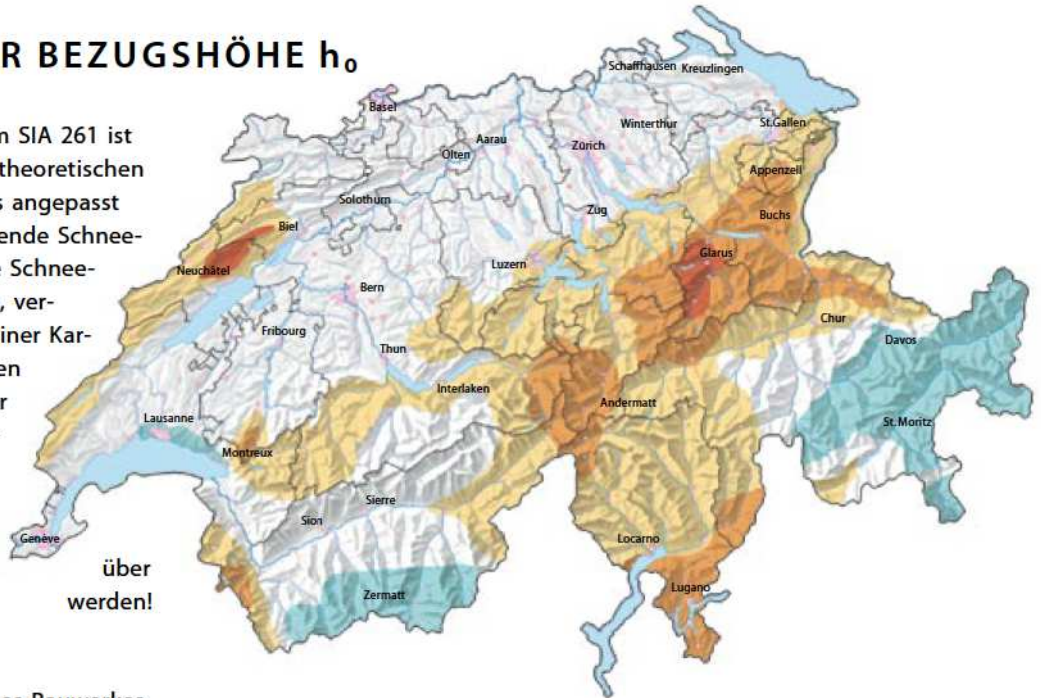 R BEZUGSHÖHE h₀
m SIA 261 ist
theoretischen
s angepasst
ende Schnee-
e Schnee-
, ver-
iner Kar-
en
r
über
werden!
Schaffhausen Kreuzlingen
Basel
Winterthur St.Gallen
Aarau
Olten Zürich
Appenzell
Solothurn
Zug Buchs
Biel
Glarus
Luzern
Neuchâtel
Bern
Chur
Fribourg
Thun Davos
Interlaken
Andermatt
Lausanne St.Moritz
Montreux
Sierre
Sion
Genève Locarno
Lugano
Zermatt